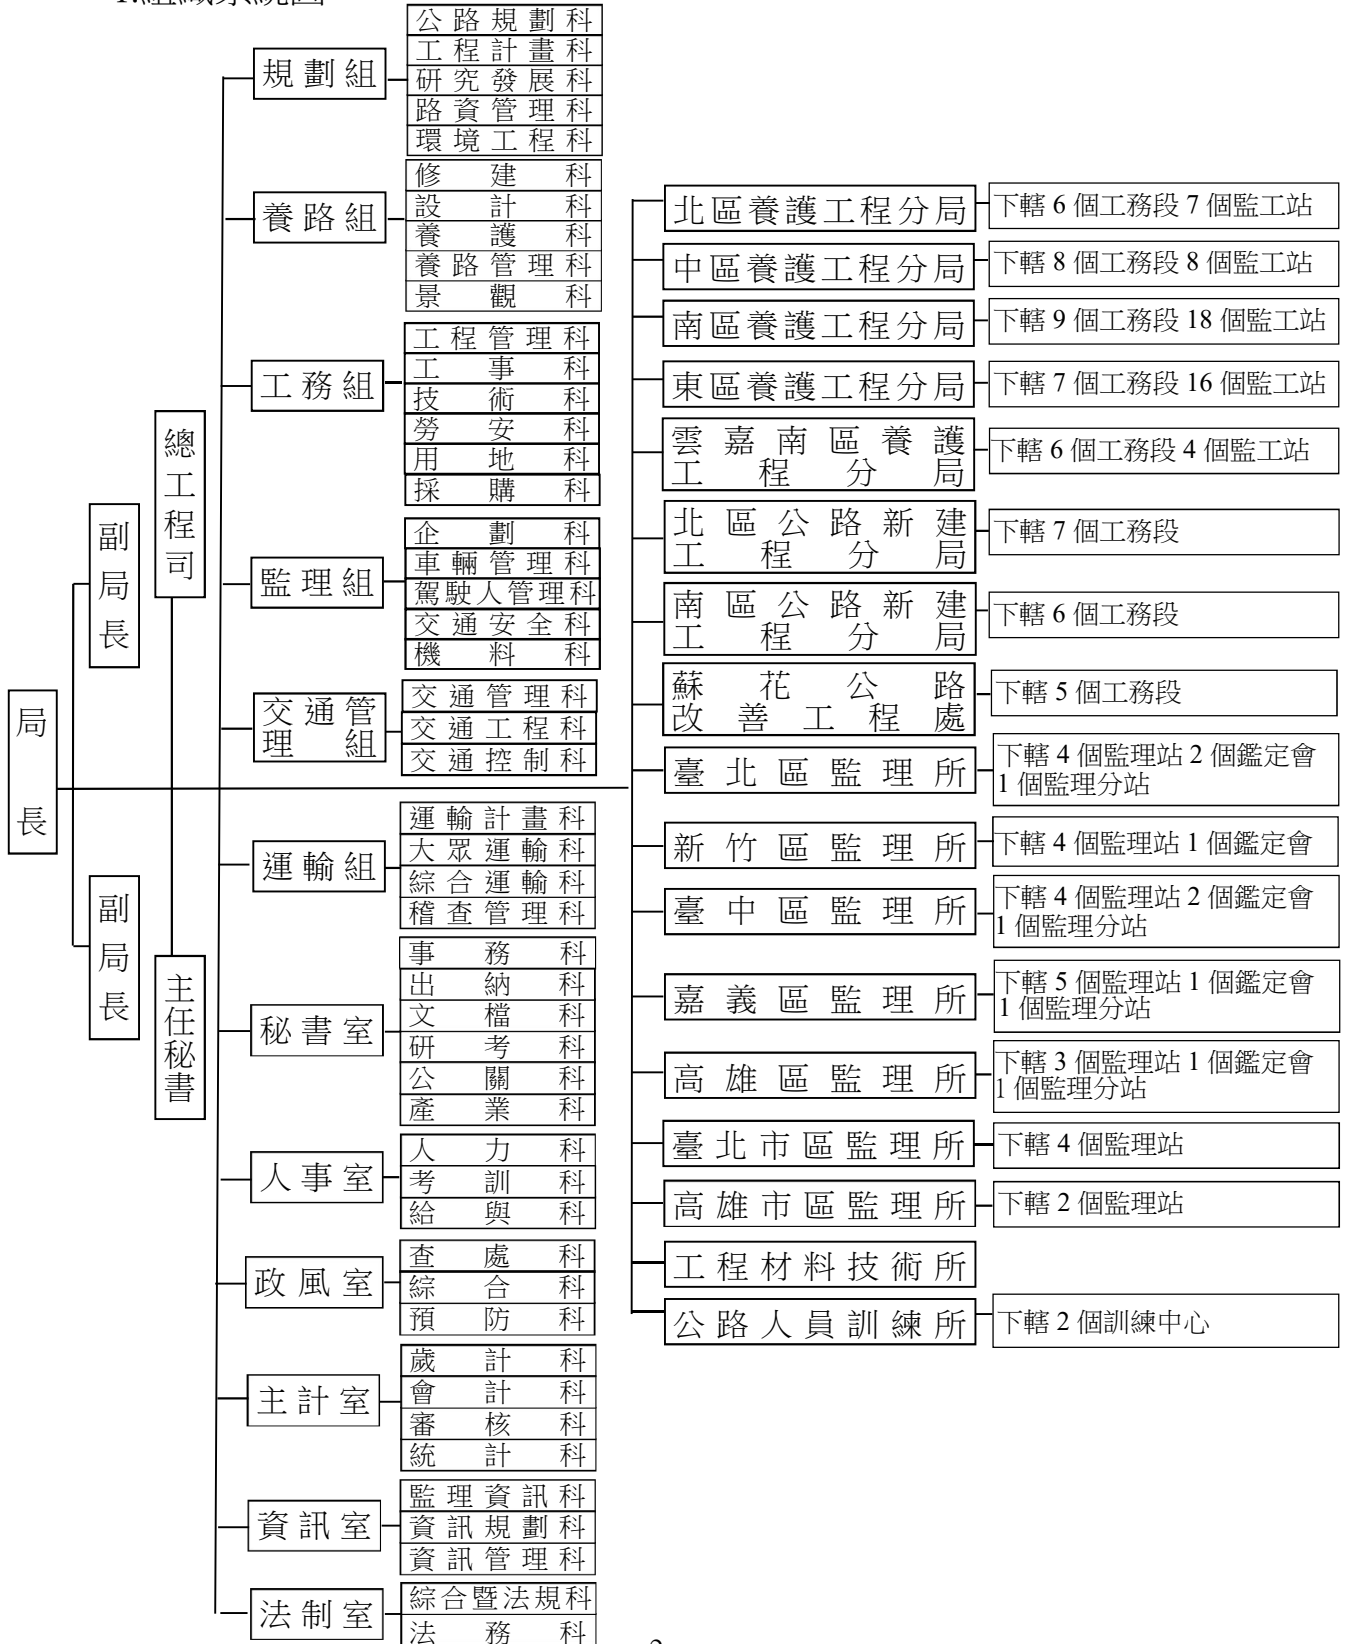 1.組織系統圖
局長
副局長
副局長
總工程司
主任秘書
規劃組
公路規劃科
工程計畫科
研究發展科
路資管理科
環境工程科
養路組
修建科
設計科
養護科
養路管理科
景觀科
工務組
工程管理科
工事科
技術科
勞安科
用地科
採購科
監理組
企劃科
車輛管理科
駕駛人管理科
交通安全科
機料科
交通管
理組
交通管理科
交通工程科
交通控制科
運輸組
運輸計畫科
大眾運輸科
綜合運輸科
稽查管理科
秘書室
事務科
出納科
文檔科
研考科
公關科
產業科
人事室
人力科
考訓科
給與科
政風室
查處科
綜合科
預防科
主計室
歲計科
會計科
審核科
統計科
資訊室
監理資訊科
資訊規劃科
資訊管理科
法制室
綜合暨法規科
法務科
北區養護工程分局
下轄 6 個工務段 7 個監工站
中區養護工程分局
下轄 8 個工務段 8 個監工站
南區養護工程分局
下轄 9 個工務段 18 個監工站
東區養護工程分局
下轄 7 個工務段 16 個監工站
雲嘉南區養護
工程分局
下轄 6 個工務段 4 個監工站
北區公路新建
工程分局
下轄 7 個工務段
南區公路新建
工程分局
下轄 6 個工務段
蘇花公路
改善工程處
下轄 5 個工務段
臺北區監理所
下轄 4 個監理站 2 個鑑定會
1 個監理分站
新竹區監理所
下轄 4 個監理站 1 個鑑定會
臺中區監理所
下轄 4 個監理站 2 個鑑定會
1 個監理分站
嘉義區監理所
下轄 5 個監理站 1 個鑑定會
1 個監理分站
高雄區監理所
下轄 3 個監理站 1 個鑑定會
1 個監理分站
臺北市區監理所
下轄 4 個監理站
高雄市區監理所
下轄 2 個監理站
工程材料技術所
公路人員訓練所
下轄 2 個訓練中心